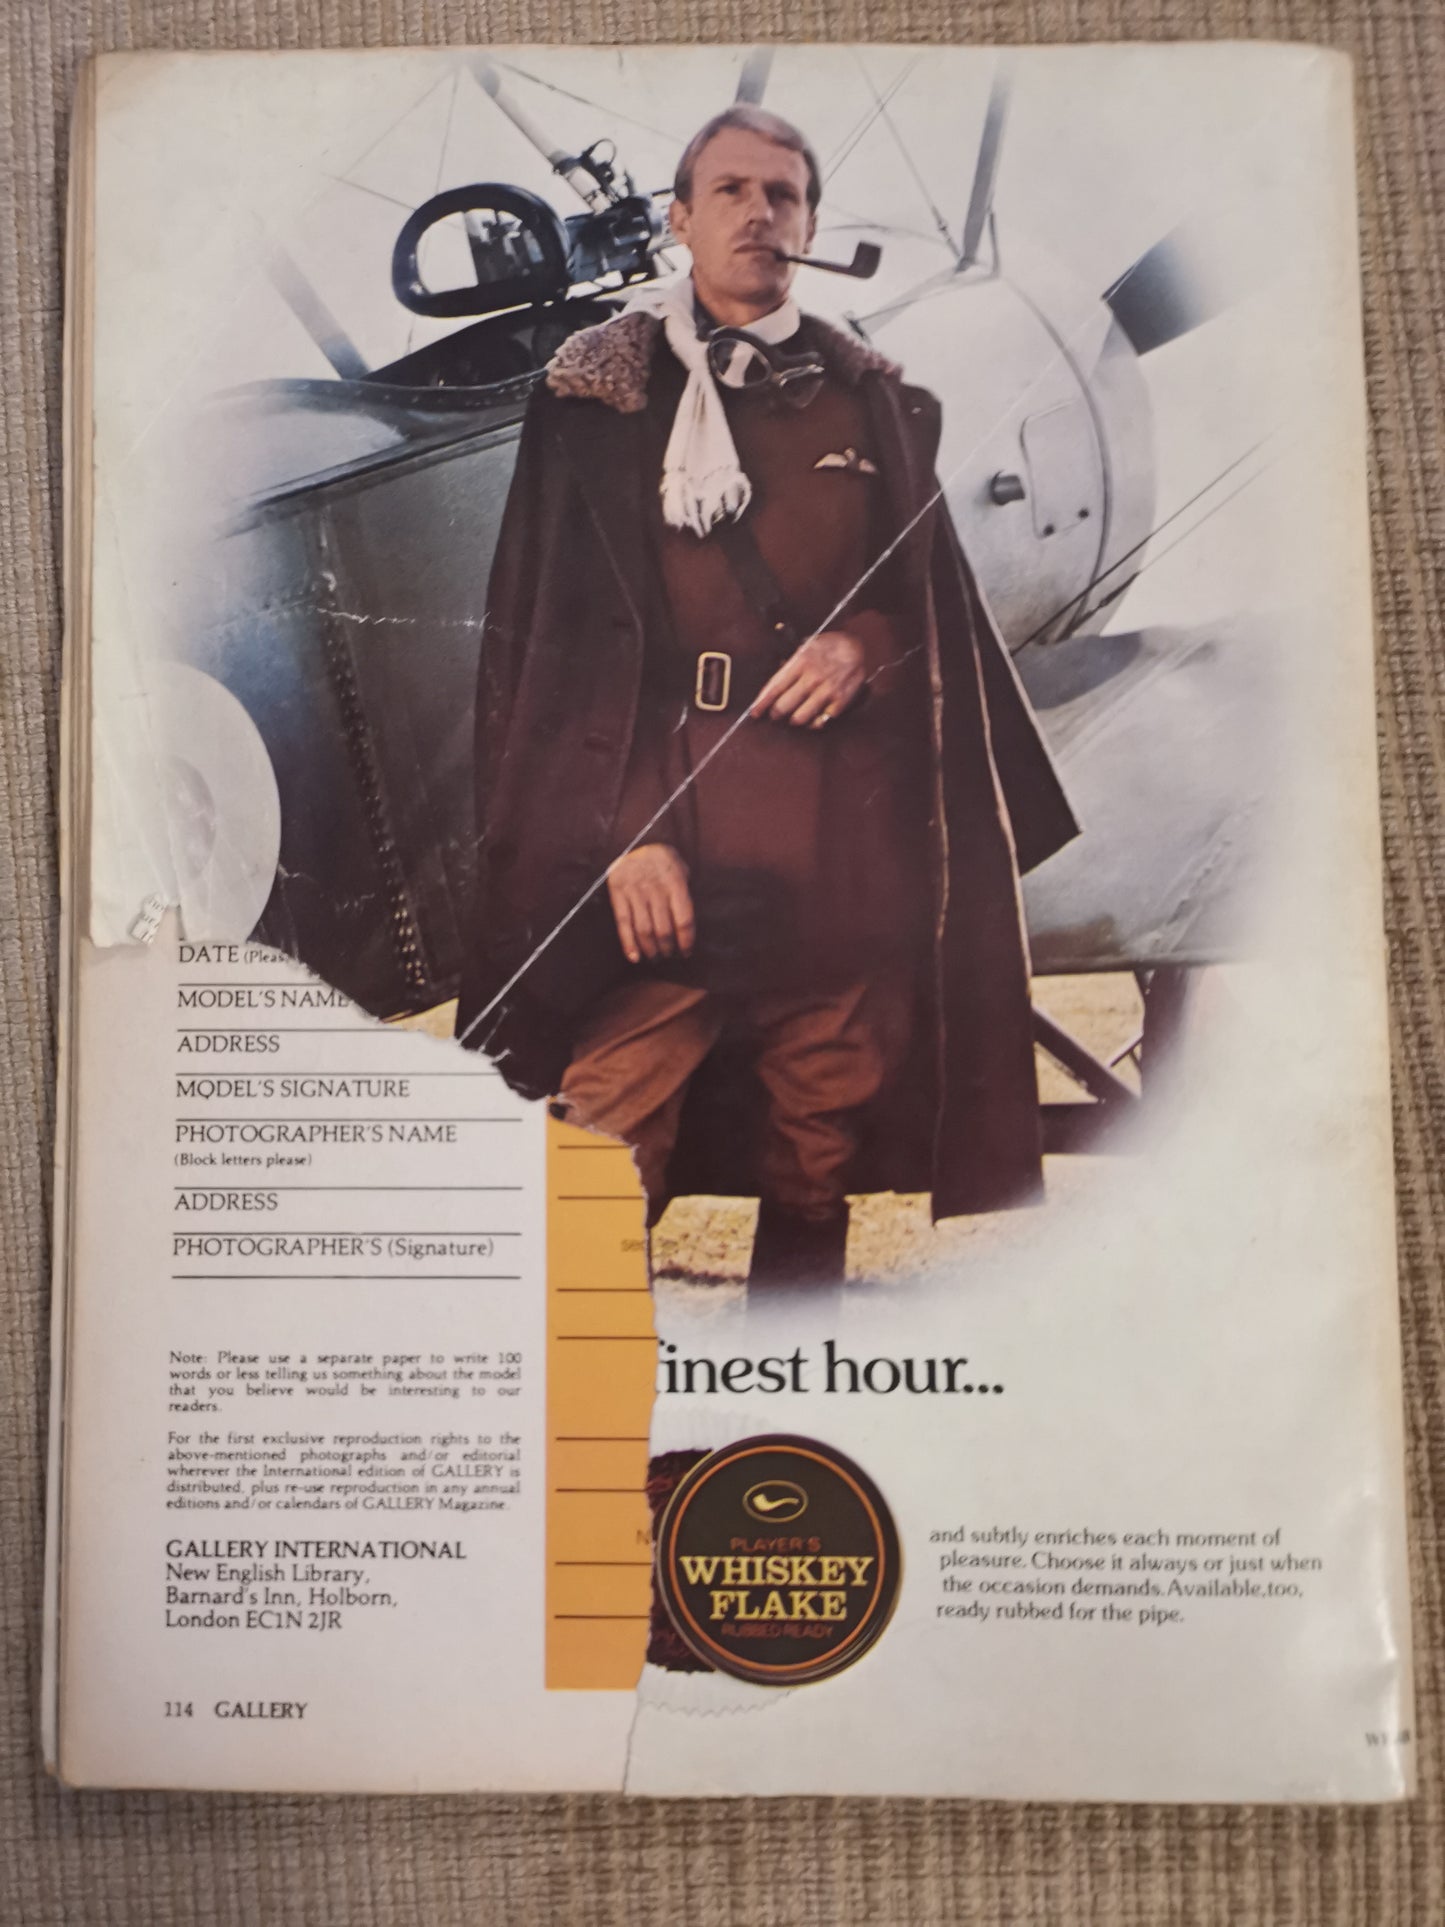 DATE
MODEL'S NAME
ADDRESS
MODEL'S SIGNATURE
PHOTOGRAPHER'S NAME
(Block letters please)
ADDRESS
PHOTOGRAPHER'S (Signature)
Note: Please use a separate paper to write 100
words or less telling us something about the model
that you believe would be interesting to our
readers.
For the first exclusive reproduction rights to the
above-mentioned photographs and/or editorial
wherever the International edition of GALLERY is
distributed, plus re-use reproduction in any annual
editions and/or calendars of GALLERY Magazine.
GALLERY INTERNATIONAL
New English Library,
Barnard's Inn, Holborn,
London EC1N 2JR
114 GALLERY
inest hour...
PLAYER'S
WHISKEY
FLAKE
RUBBED READY
and subtly enriches each moment of
pleasure. Choose it always or just when
the occasion demands. Available, too,
ready rubbed for the pipe.